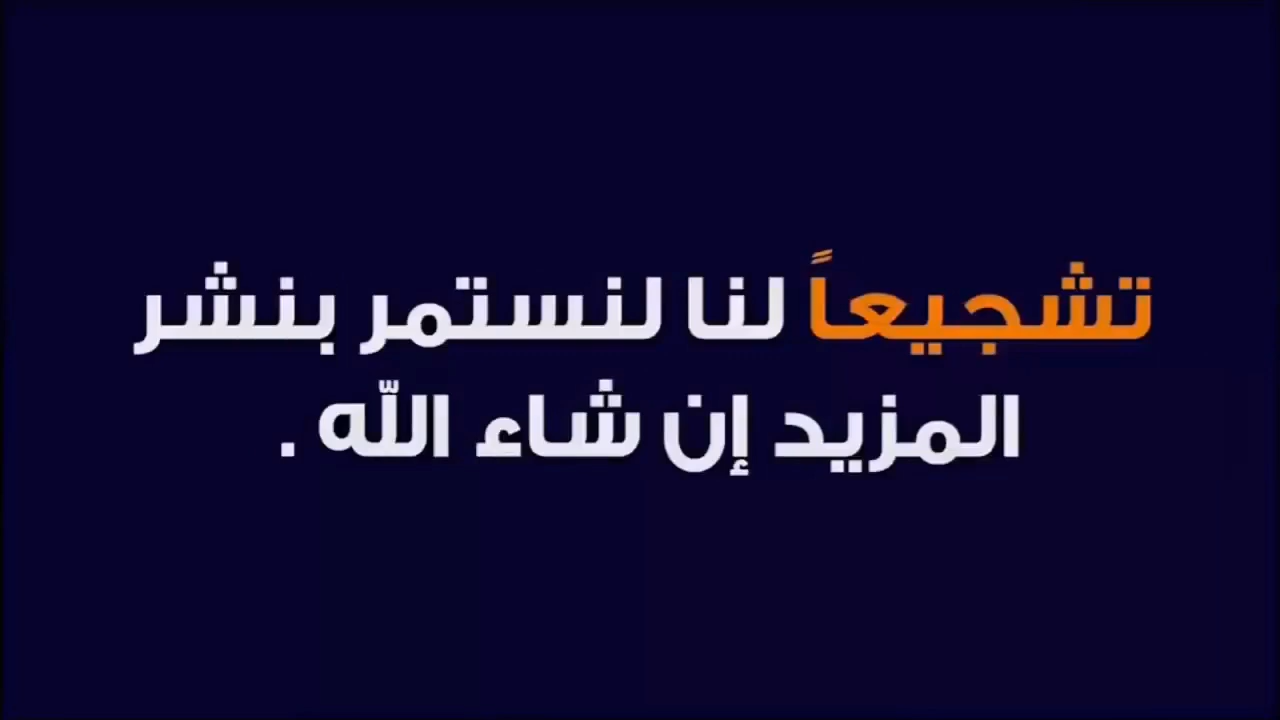 تشجيعاً لنا لنستمر بنشر
المزيد إن شاء اللّه .